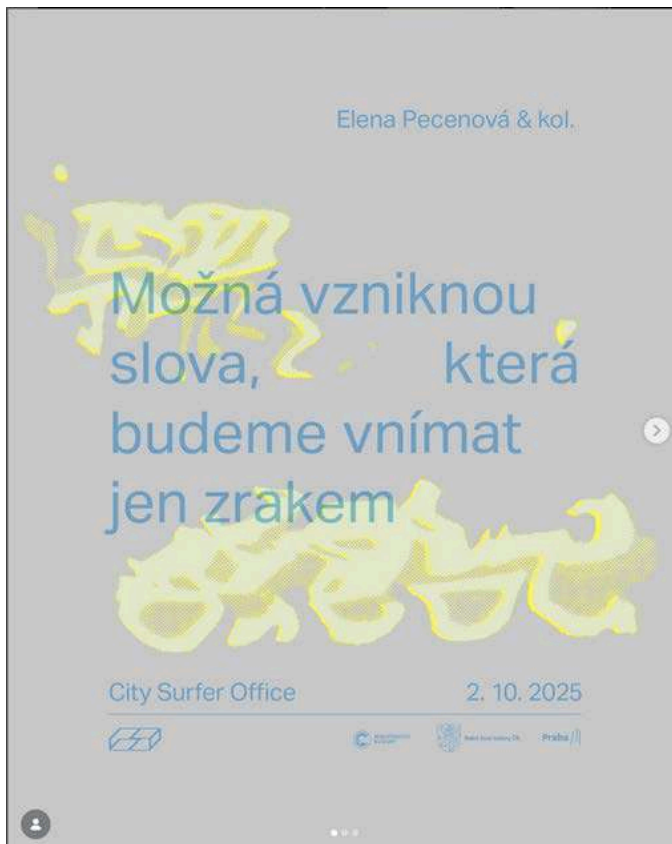 Elena Pecenová & kol.
Možná vzniknou
slova, která
budeme vnímat
jen zrakem
City Surfer Office 2. 10. 2025
Praha